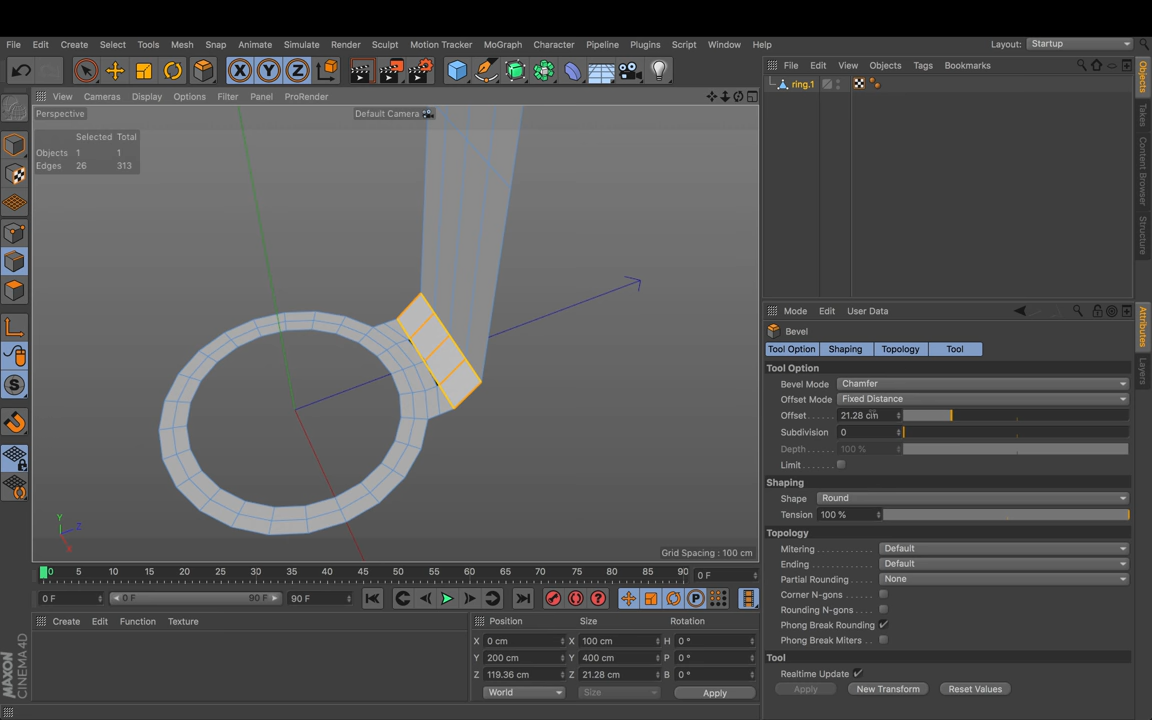 File Edit Create Select Tools Mesh Snap Animate Simulate Render Sculpt Motion Tracker MoGraph Character Pipeline Plugins Script Window Help Layout: Startup
X Y Z
View Cameras Display Options Filter Panel ProRender
Perspective Default Camera
Selected Total
Objects 1 1
Edges 26 313
Y
Z
X
Grid Spacing : 100 cm
0 5 10 15 20 25 30 35 40 45 50 55 60 65 70 75 80 85 90 0 F
0 F 0 F 90 F 90 F
P
Create Edit Function Texture
MAXON
CINEMA 4D
Position Size Rotation
X 0 cm X 100 cm H 0 °
Y 200 cm Y 400 cm P 0 °
Z 119.36 cm Z 21.28 cm B 0 °
World Size Apply
File Edit View Objects Tags Bookmarks
ring.1
Objects
Takes
Content Browser
Structure
Mode Edit User Data
Bevel
Tool Option Shaping Topology Tool
Tool Option
Bevel Mode Chamfer
Offset Mode Fixed Distance
Offset 21.28 cm
Subdivision 0
Depth 100 %
Limit
Shaping
Shape Round
Tension 100 %
Topology
Mitering Default
Ending Default
Partial Rounding None
Corner N-gons
Rounding N-gons
Phong Break Rounding
Phong Break Miters
Tool
Realtime Update
Apply New Transform Reset Values
Attributes
Layers